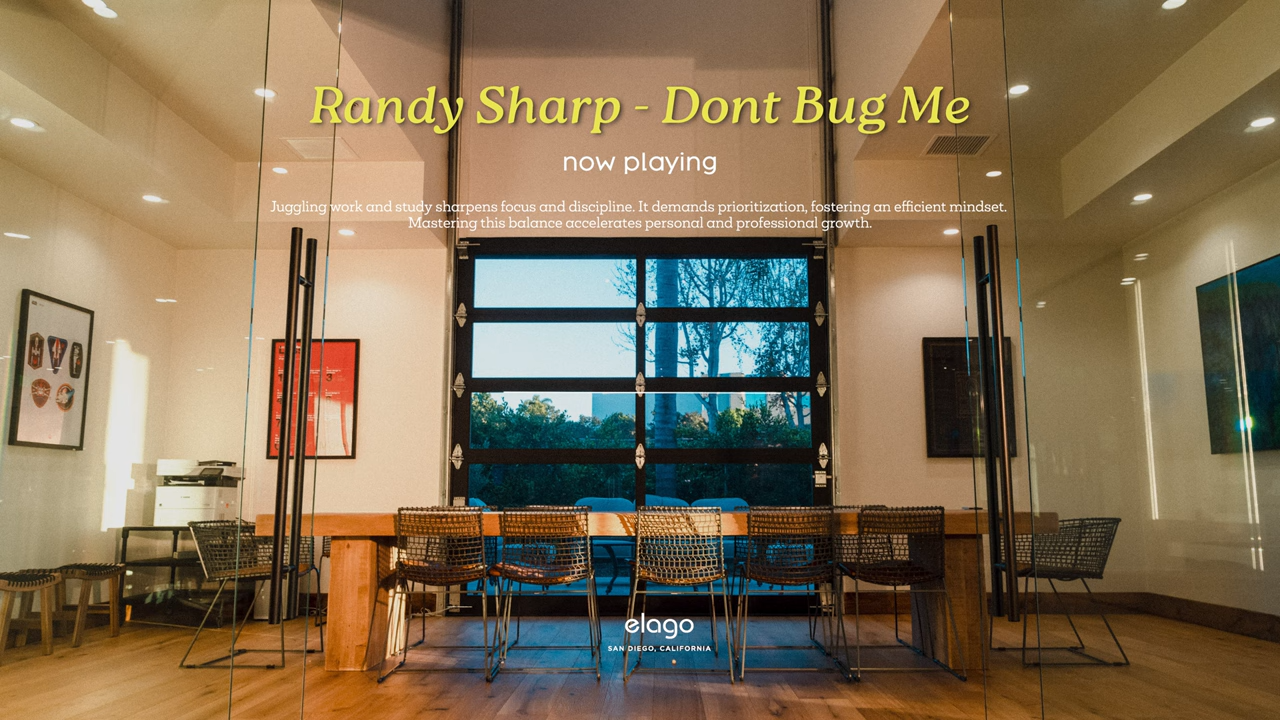 Randy Sharp - Dont Bug Me
now playing
Juggling work and study sharpens focus and discipline. It demands prioritization, fostering an efficient mindset.
Mastering this balance accelerates personal and professional growth.
elago
SAN DIEGO, CALIFORNIA